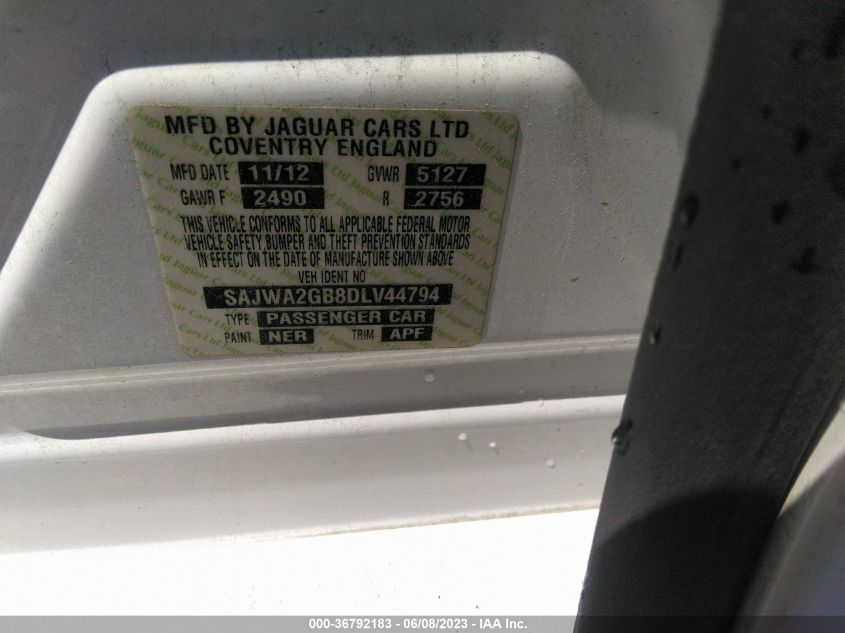 MFD BY JAGUAR CARS LTD
COVENTRY ENGLAND
MFD DATE 11/12 GVWR 5127
GAWR F 2490 R 2756
THIS VEHICLE CONFORMS TO ALL APPLICABLE FEDERAL MOTOR
VEHICLE SAFETY BUMPER AND THEFT PREVENTION STANDARDS
IN EFFECT ON THE DATE OF MANUFACTURE SHOWN ABOVE
VEH IDENT NO
SAJWA2GB8DLV44794
TYPE PASSENGER CAR
PAINT NER TRIM APF
000-36792183 - 06/08/2023 - IAA Inc.